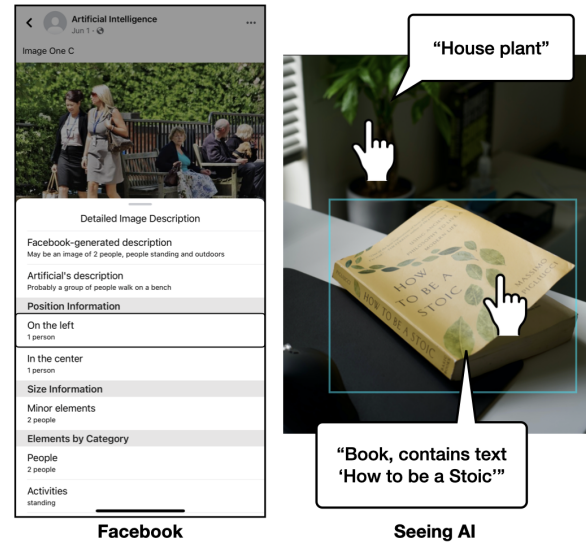 Artificial Intelligence
Jun 1
Image One C
Detailed Image Description
Facebook-generated description
May be an image of 2 people, people standing and outdoors
Artificial's description
Probably a group of people walk on a bench
Position Information
On the left
1 person
In the center
1 person
Size Information
Minor elements
2 people
Elements by Category
People
2 people
Activities
standing
Facebook
“House plant”
HOW
TO BE A
STOIC
MASSIMO
PIGLIUCCI
HOW TO BE A STOIC
“Book, contains text
‘How to be a Stoic’”
Seeing AI